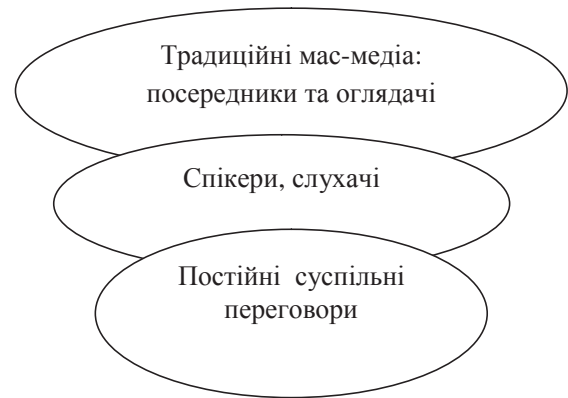 Традиційні мас-медіа:
посередники та оглядачі
Спікери, слухачі
Постійні суспільні
переговори